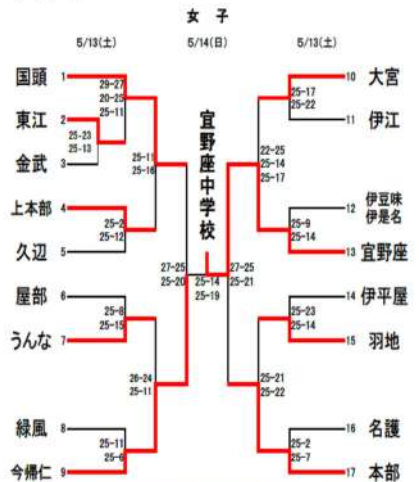 女子
5/13(土)
5/14(日)
5/13(土)
国頭 1
29-27
20-25
25-11
東江 2
25-23
25-13
金武 3
25-11
25-16
上本部 4
25-2
25-12
久辺 5
27-25
25-20
屋部 6
25-8
25-15
うんな 7
26-24
25-11
緑風 8
25-11
25-6
今帰仁 9
宜野座中学校
25-14
25-19
10 大宮
25-17
25-22
11 伊江
22-25
25-14
25-17
12 伊豆味
伊是名
25-9
25-14
13 宜野座
27-25
25-21
14 伊平屋
25-23
25-14
15 羽地
25-21
25-22
16 名護
25-2
25-7
17 本部